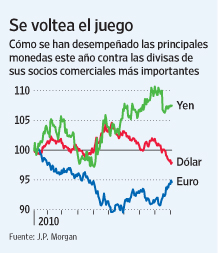 Se voltea el juego
Cómo se han desempeñado las principales
monedas este año contra las divisas de
sus socios comerciales más importantes
110
105
100
95
90
Yen
Dólar
Euro
2010
Fuente: J.P. Morgan